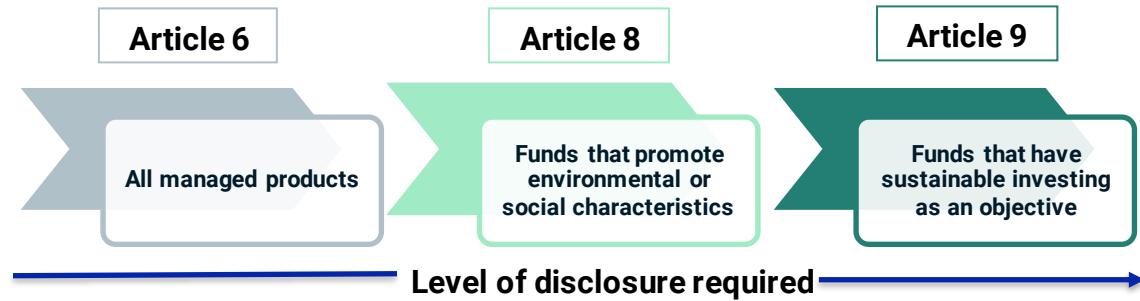 Article 6
Article 8
Article 9
All managed products
Funds that promote
environmental or
social characteristics
Funds that have
sustainable investing
as an objective
Level of disclosure required